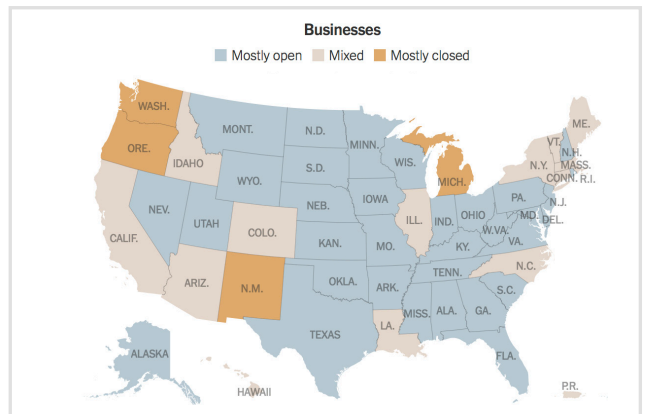 Businesses
Mostly open Mixed Mostly closed
WASH.
ORE.
IDAHO
MONT.
N.D.
MINN.
S.D.
WIS.
MICH.
WYO.
NEB.
IOWA
NEV.
UTAH
COLO.
CALIF.
KAN.
MO.
ILL.
IND.
OHIO
PA.
N.Y.
VT.
N.H.
ME.
MASS.
CONN.
R.I.
N.J.
MD.
DEL.
W.VA.
VA.
KY.
N.C.
TENN.
S.C.
ARIZ.
N.M.
OKLA.
ARK.
TEXAS
LA.
MISS.
ALA.
GA.
FLA.
ALASKA
HAWAII
P.R.